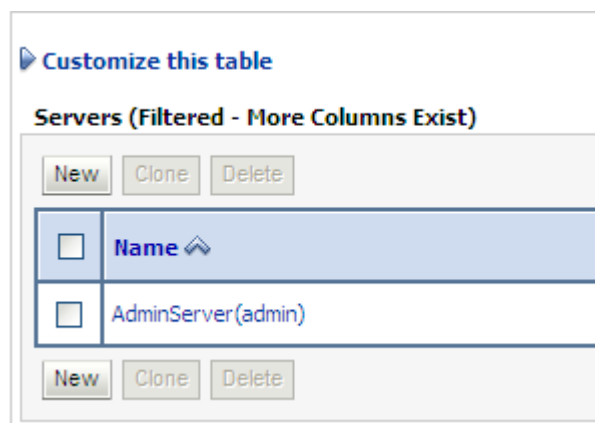 Customize this table
Servers (Filtered - More Columns Exist)
New Clone Delete
Name
AdminServer(admin)
New Clone Delete